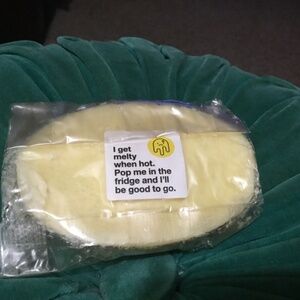 I get
melty
when hot.
Pop me in the
fridge and I'll
be good to go.